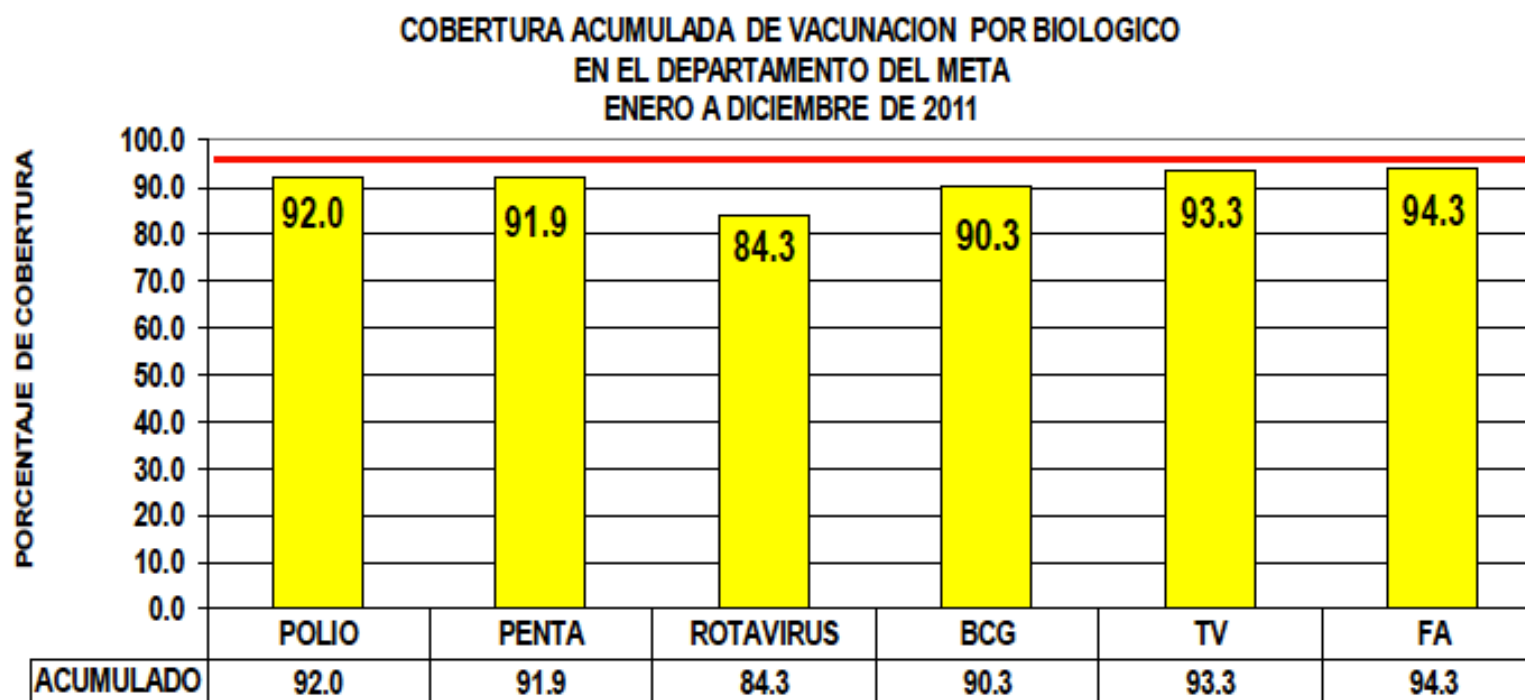 COBERTURA ACUMULADA DE VACUNACION POR BIOLOGICO
EN EL DEPARTAMENTO DEL META
ENERO A DICIEMBRE DE 2011
PORCENTAJE DE COBERTURA
100.0
90.0
80.0
70.0
60.0
50.0
40.0
30.0
20.0
10.0
0.0
92.0 91.9 84.3 90.3 93.3 94.3
POLIO PENTA ROTAVIRUS BCG TV FA
ACUMULADO 92.0 91.9 84.3 90.3 93.3 94.3